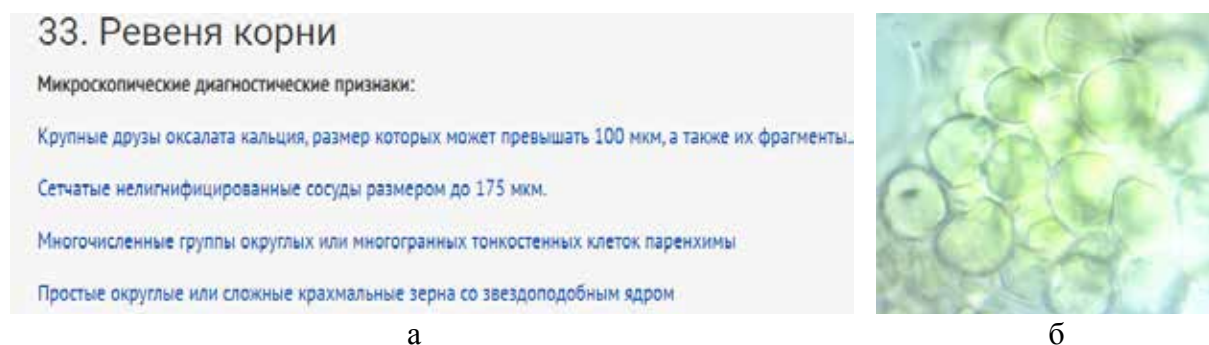 33. Ревеня корни
Микроскопические диагностические признаки:
Крупные друзы оксалата кальция, размер которых может превышать 100 мкм, а также их фрагменты..
Сетчатые нелигнифицированные сосуды размером до 175 мкм.
Многочисленные группы округлых или многогранных тонкостенных клеток паренхимы
Простые округлые или сложные крахмальные зерна со звездоподобным ядром
а
б